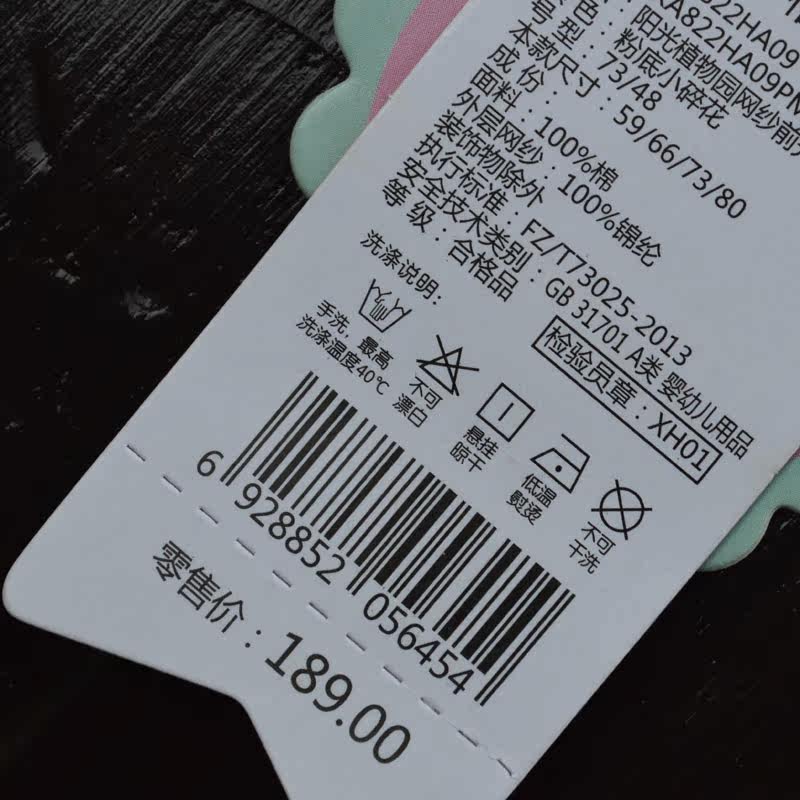 822HA09
KA822HA09PM
阳光植物园网纱前
色：粉底小碎花
号型：73/48
本款尺寸：59/66/73/80
成份：
面料：100%棉
外层网纱：100%锦纶
装饰物除外
执行标准：FZ/T73025-2013
安全技术类别：GB 31701 A类 婴幼儿用品
等级：合格品
检验员章：XH01
洗涤说明：
手洗，最高
洗涤温度40℃
不可
漂白
悬挂
晾干
低温
熨烫
不可
干洗
6 928852 056454
零售价：189.00